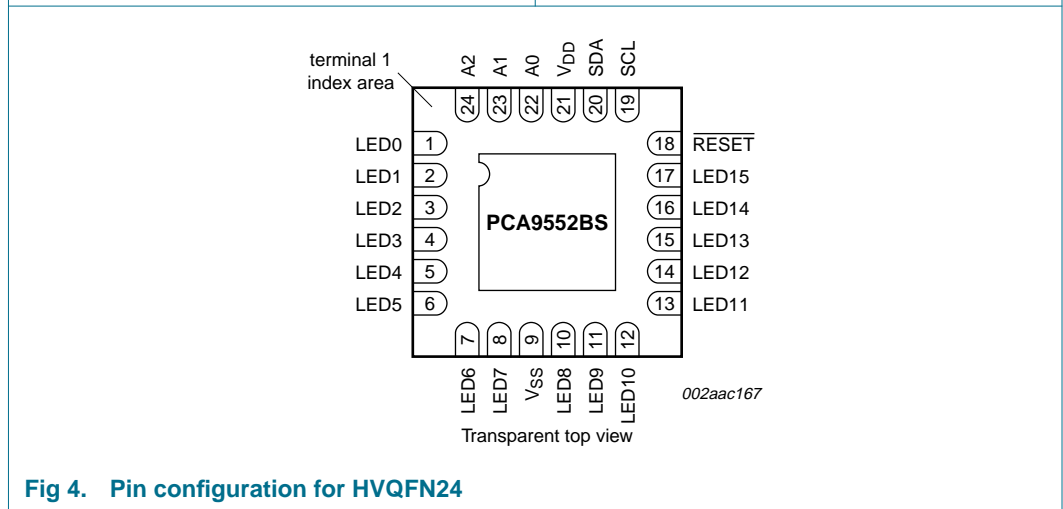 terminal 1
index area
A2
A1
A0
VDD
SDA
SCL
24
23
22
21
20
19
LED0 1
LED1 2
LED2 3
LED3 4
LED4 5
LED5 6
PCA9552BS
18 RESET
17 LED15
16 LED14
15 LED13
14 LED12
13 LED11
7
8
9
10
11
12
LED6
LED7
VSS
LED8
LED9
LED10
002aac167
Transparent top view
Fig 4. Pin configuration for HVQFN24